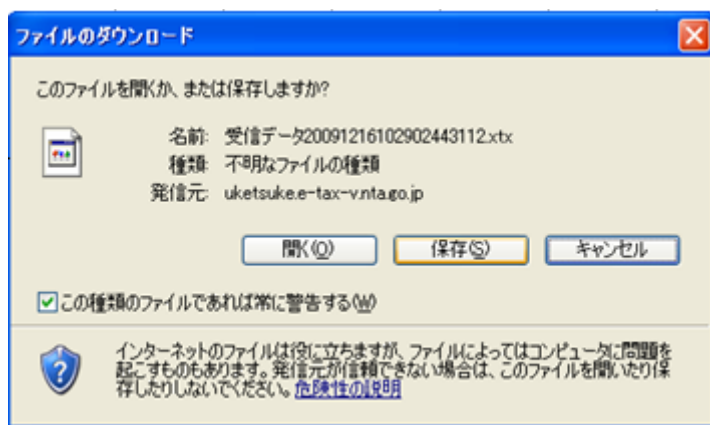 ファイルのダウンロード
このファイルを開くか、または保存しますか?
名前: 受信データ20091216102902443112.xtx
種類: 不明なファイルの種類
発信元: uketsuke.e-tax-v.nta.go.jp
開く(O) 保存(S) キャンセル
この種類のファイルであれば常に警告する(W)
インターネットのファイルは役に立ちますが、ファイルによってはコンピュータに問題を
起こすものもあります。発信元が信頼できない場合は、このファイルを開いたり保
存したりしないでください。危険性の説明